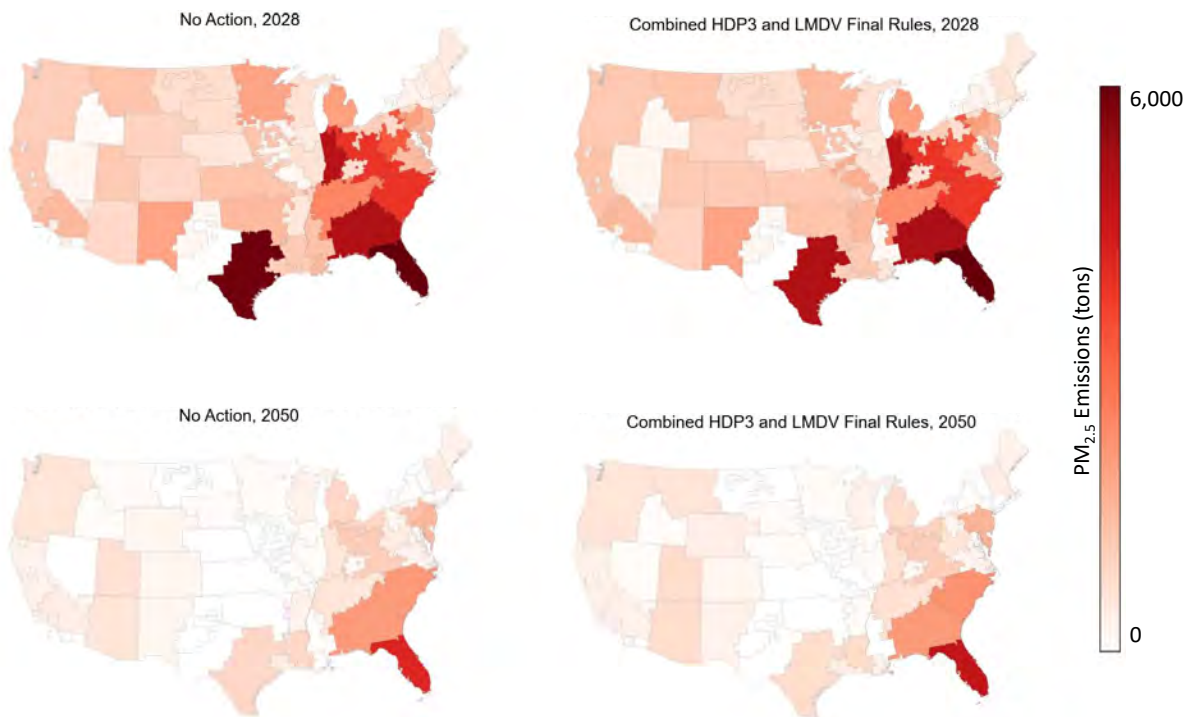 No Action, 2028
Combined HDP3 and LMDV Final Rules, 2028
6,000
PM2.5 Emissions (tons)
0
No Action, 2050
Combined HDP3 and LMDV Final Rules, 2050